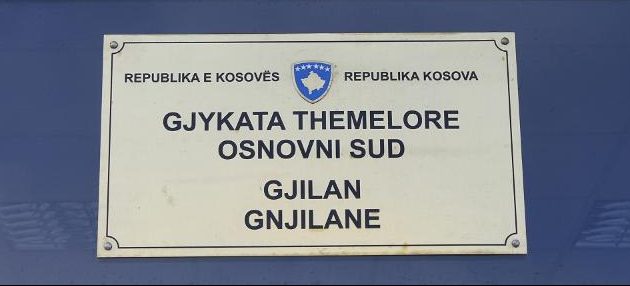 REPUBLIKA E KOSOVËS REPUBLIKA KOSOVA
GJYKATA THEMELORE
OSNOVNI SUD
GJILAN
GNJILANE